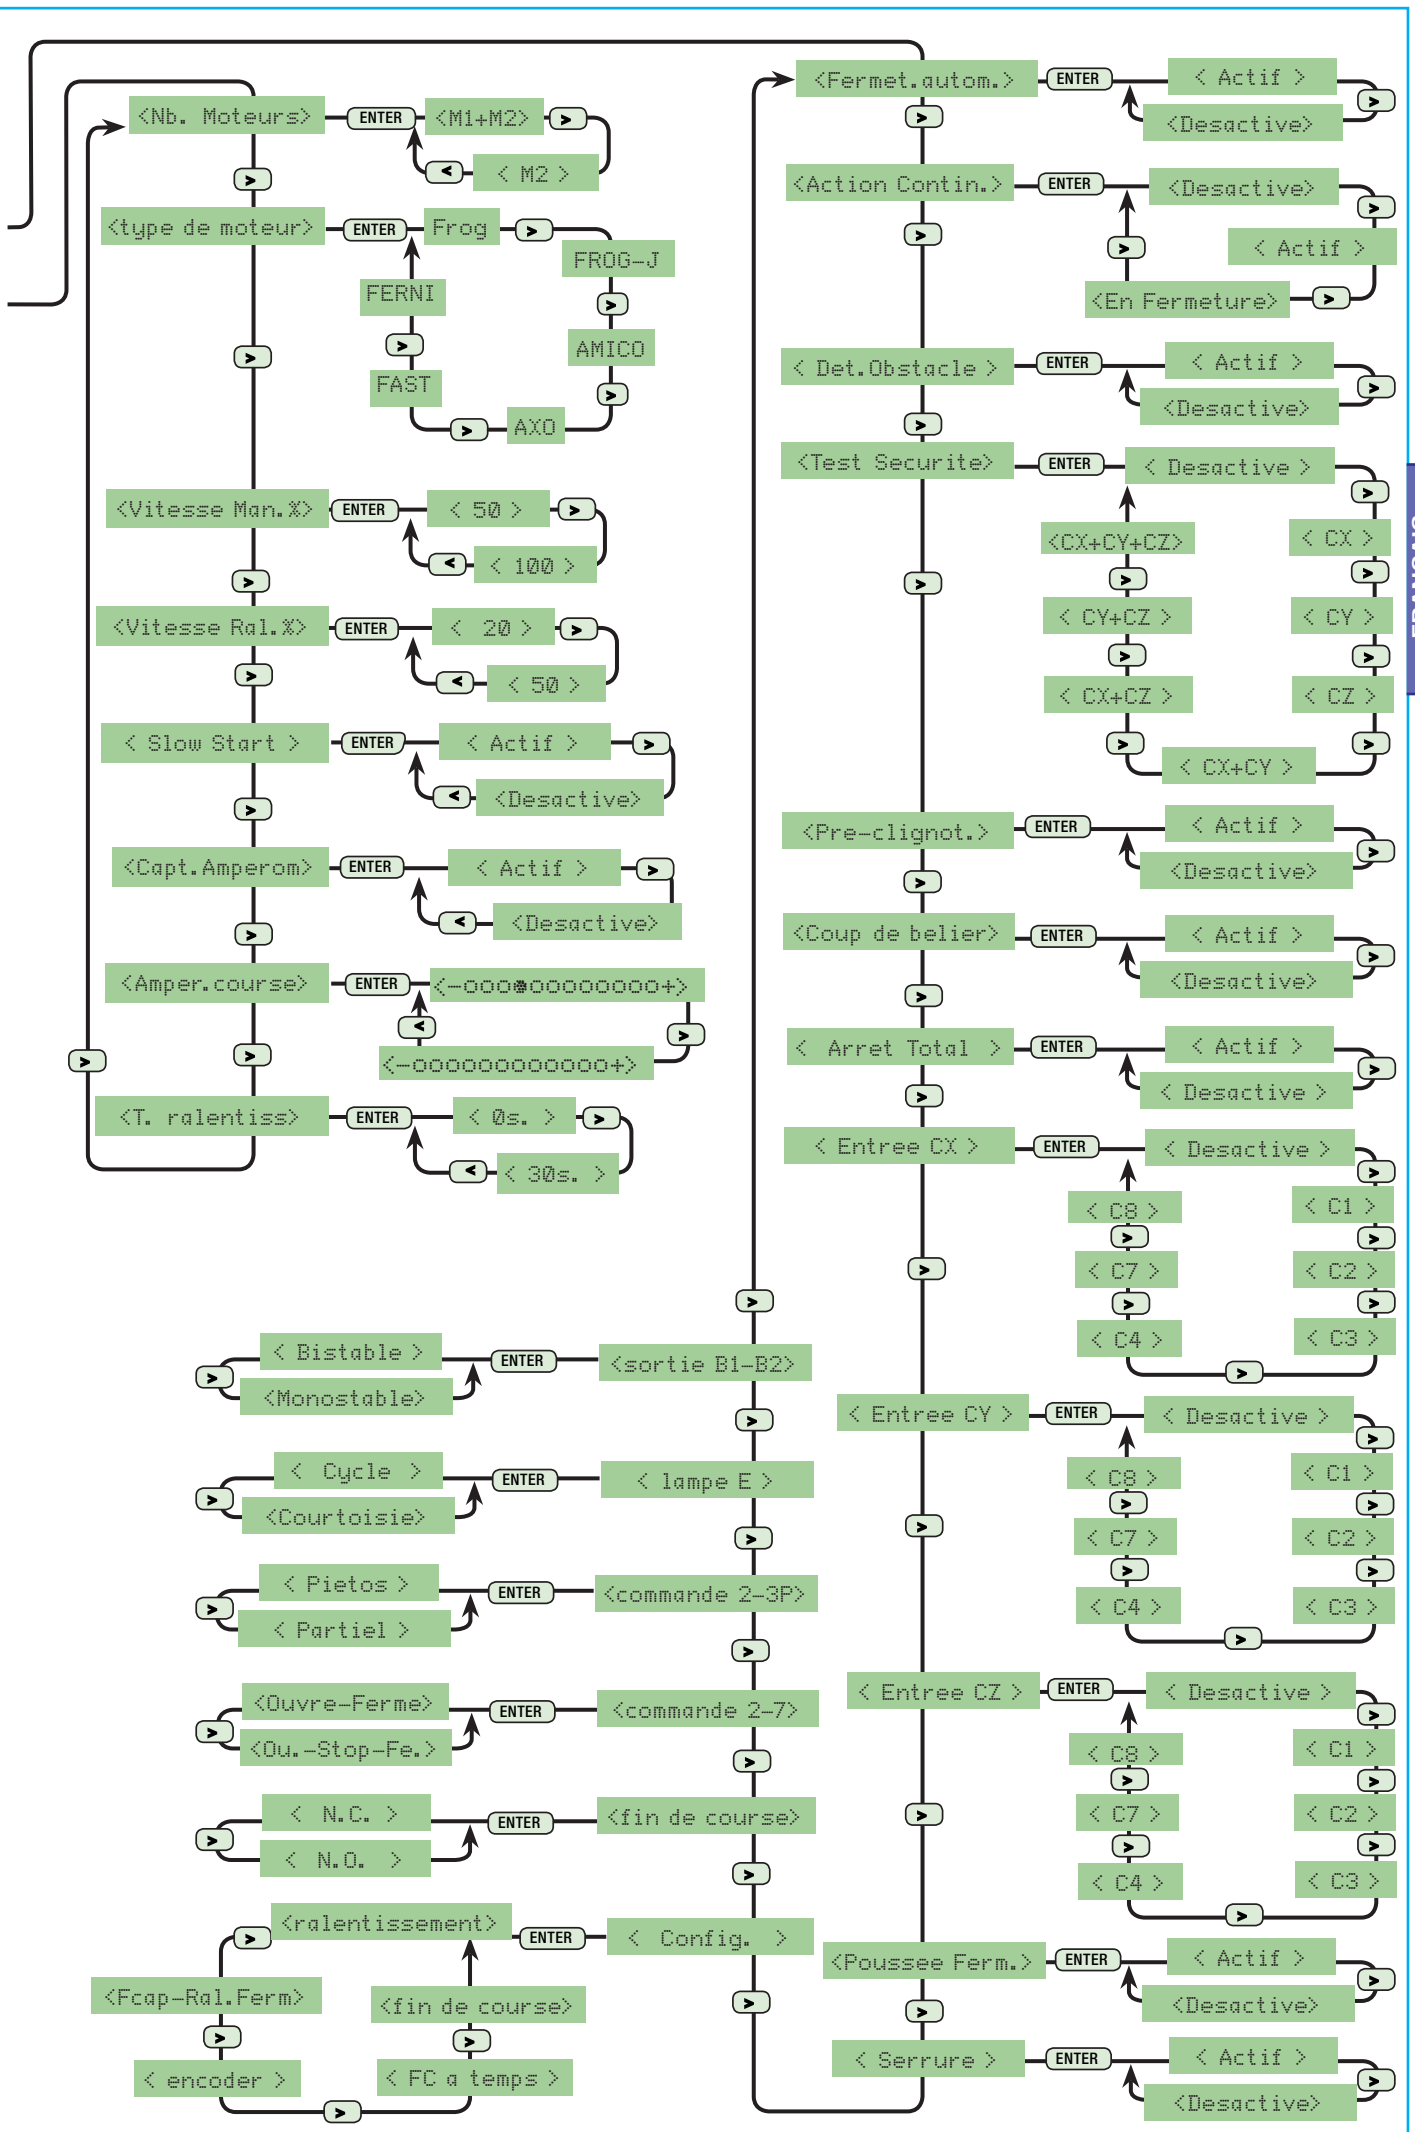 <Nb. Moteurs>
ENTER
<M1+M2>
>
<
< M2 >
>
<type de moteur>
ENTER
Frog
>
FROG-J
>
AMICO
>
AXO
>
FAST
>
FERNI
>
<Vitesse Man.%>
ENTER
< 50 >
>
<
< 100 >
>
<Vitesse Ral.%>
ENTER
< 20 >
>
<
< 50 >
>
< Slow Start >
ENTER
< Actif >
>
<
<Desactive>
>
<Capt.Amperom>
ENTER
< Actif >
>
<
<Desactive>
>
<Amper.course>
ENTER
>
<
>
>
<T. ralentiss>
ENTER
< 0s. >
>
<
< 30s. >
<Fermet.autom.>
ENTER
< Actif >
>
<Desactive>
>
<Action Contin.>
ENTER
<Desactive>
>
< Actif >
>
<En Fermeture>
>
>
< Det.Obstacle >
ENTER
< Actif >
>
<Desactive>
>
<Test Securite>
ENTER
< Desactive >
>
< CX >
>
< CY >
>
< CZ >
>
< CX+CY >
>
< CX+CZ >
>
< CY+CZ >
>
<CX+CY+CZ>
>
<Pre-clignot.>
ENTER
< Actif >
>
<Desactive>
>
<Coup de belier>
ENTER
< Actif >
>
<Desactive>
>
< Arret Total >
ENTER
< Actif >
>
< Desactive >
>
< Entree CX >
ENTER
< Desactive >
>
< C1 >
>
< C2 >
>
< C3 >
>
< C4 >
>
< C7 >
>
< C8 >
>
< Entree CY >
ENTER
< Desactive >
>
< C1 >
>
< C2 >
>
< C3 >
>
< C4 >
>
< C7 >
>
< C8 >
>
< Entree CZ >
ENTER
< Desactive >
>
< C1 >
>
< C2 >
>
< C3 >
>
< C4 >
>
< C7 >
>
< C8 >
>
<Poussee Ferm.>
ENTER
< Actif >
>
<Desactive>
>
< Serrure >
ENTER
< Actif >
>
<Desactive>
>
<sortie B1-B2>
ENTER
< Bistable >
>
<Monostable>
>
< lampe E >
ENTER
< Cycle >
>
<Courtoisie>
>
<commande 2-3P>
ENTER
< Pietos >
>
< Partiel >
>
<commande 2-7>
ENTER
<Ouvre-Ferme>
>
<Ou.-Stop-Fe.>
>
<fin de course>
ENTER
< N.C. >
>
< N.O. >
>
< Config. >
ENTER
<ralentissement>
>
<Fcap-Ral.Ferm>
>
< encoder >
>
< FC a temps >
>
<fin de course>
>